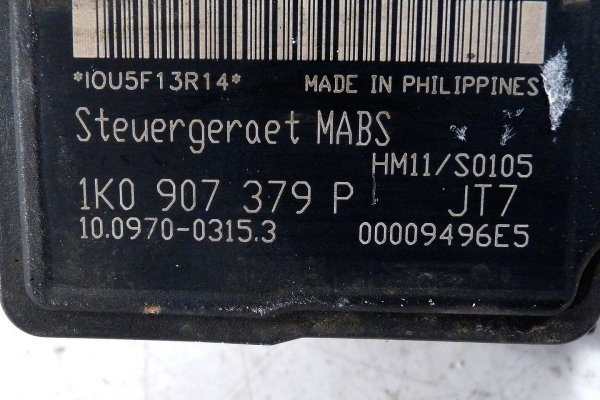 *IOU5F13R14* MADE IN PHILIPPINES
Steuergeraet MABS
HM11/S0105
1K0 907 379 P JT7
10.0970-0315.3 00009496E5